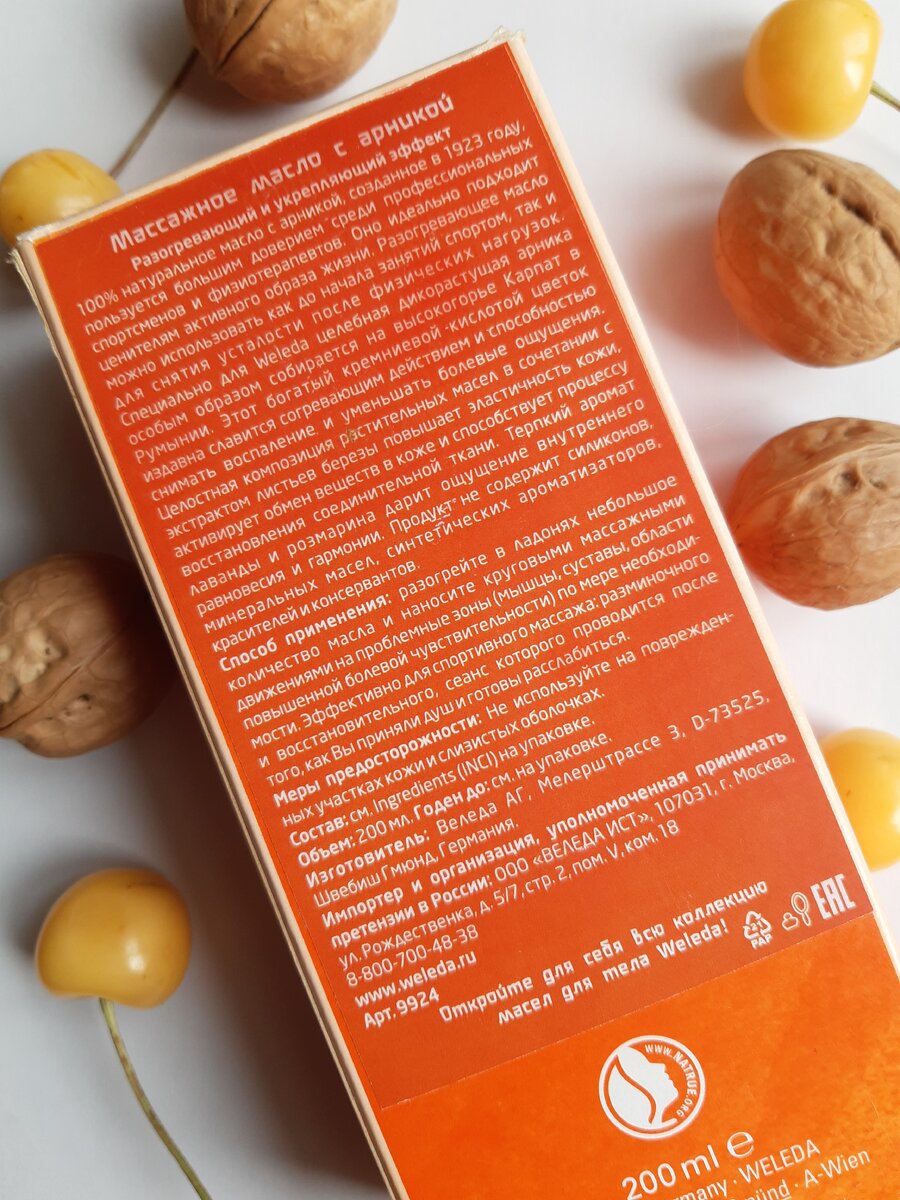 Массажное масло с арникой
Разогревающий и укрепляющий эффект
100% натуральное масло с арникой, созданное в 1923 году,
пользуется большим доверием среди профессиональных
спортсменов и физиотерапевтов. Оно идеально подходит
ценителям активного образа жизни. Разогревающее масло
можно использовать как до начала занятий спортом, так и
для снятия усталости после физических нагрузок.
Специально для Weleda целебная дикорастущая арника
особым образом собирается на высокогорье Карпат в
Румынии. Этот богатый кремниевой кислотой цветок
издавна славится согревающим действием и способностью
снимать воспаление и уменьшать болевые ощущения.
Целостная композиция растительных масел в сочетании с
экстрактом листьев березы повышает эластичность кожи,
активирует обмен веществ в коже и способствует процессу
восстановления соединительной ткани. Терпкий аромат
лаванды и розмарина дарит ощущение внутреннего
равновесия и гармонии. Продукт не содержит силиконов,
минеральных масел, синтетических ароматизаторов,
красителей и консервантов.
Способ применения: разогрейте в ладонях небольшое
количество масла и наносите круговыми массажными
движениями на проблемные зоны (мышцы, суставы, области
повышенной болевой чувствительности) по мере необходи-
мости. Эффективно для спортивного массажа: разминочного
и восстановительного, сеанс которого проводится после
того, как Вы приняли душ и готовы расслабиться.
Меры предосторожности: Не используйте на поврежден-
ных участках кожи и слизистых оболочках.
Состав: см. Ingredients (INCI) на упаковке.
Объем: 200 мл. Годен до: см. на упаковке.
Изготовитель: Веледа АГ, Мелерштрассе 3, D-73525,
Швебиш Гмюнд, Германия.
Импортер и организация, уполномоченная принимать
претензии в России: ООО «ВЕЛЕДА ИСТ», 107031, г. Москва,
ул. Рождественка, д. 5/7, стр. 2, пом. V, ком. 18
8-800-700-48-38
www.weleda.ru
Арт. 9924
Откройте для себя всю коллекцию
масел для тела Weleda!
21
PAP
EAC
WWW.NATRUE.ORG
200 ml e
WELEDA
A-Wien